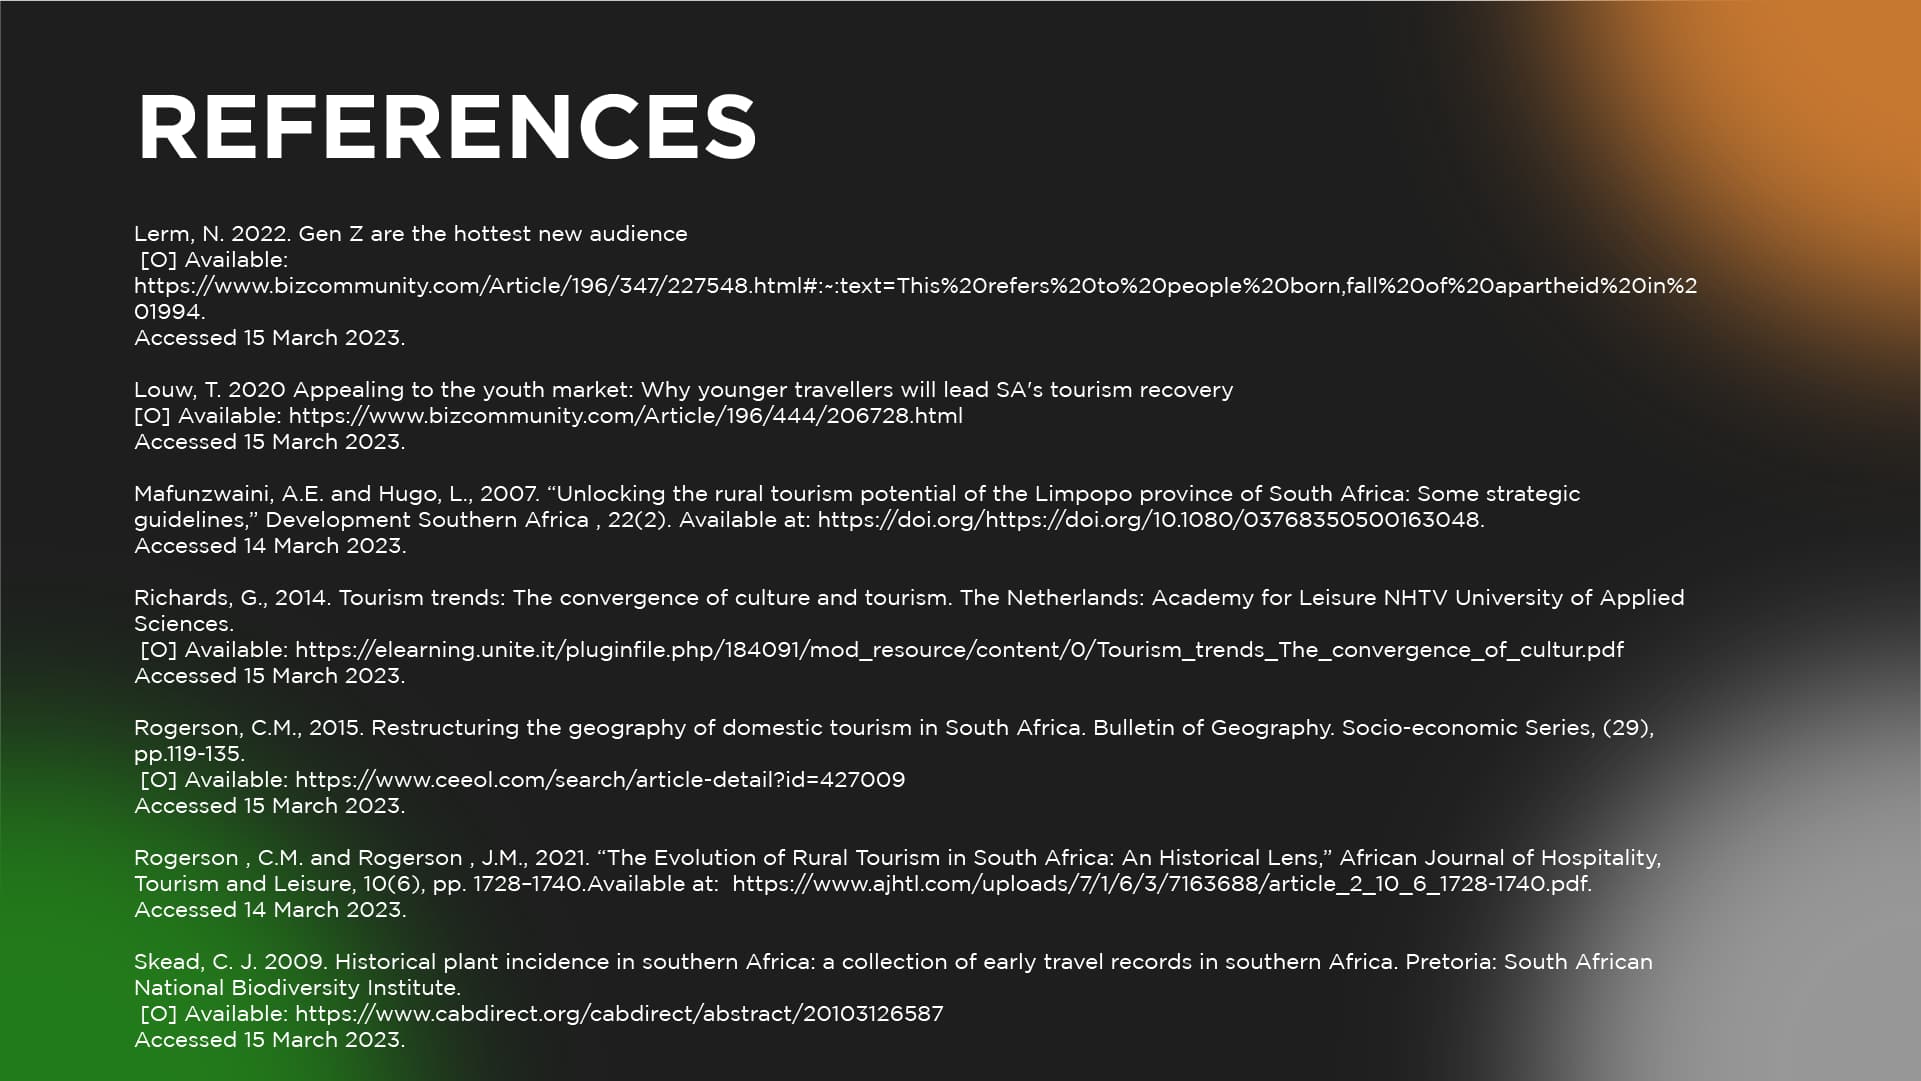 REFERENCES
Lerm, N. 2022. Gen Z are the hottest new audience
[O] Available:
https://www.bizcommunity.com/Article/196/347/227548.html#:~:text=This%20refers%20to%20people%20born,fall%20of%20apartheid%20in%2
01994.
Accessed 15 March 2023.
Louw, T. 2020 Appealing to the youth market: Why younger travellers will lead SA's tourism recovery
[O] Available: https://www.bizcommunity.com/Article/196/444/206728.html
Accessed 15 March 2023.
Mafunzwaini, A.E. and Hugo, L., 2007. “Unlocking the rural tourism potential of the Limpopo province of South Africa: Some strategic
guidelines,” Development Southern Africa , 22(2). Available at: https://doi.org/https://doi.org/10.1080/03768350500163048.
Accessed 14 March 2023.
Richards, G., 2014. Tourism trends: The convergence of culture and tourism. The Netherlands: Academy for Leisure NHTV University of Applied
Sciences.
[O] Available: https://elearning.unite.it/pluginfile.php/184091/mod_resource/content/0/Tourism_trends_The_convergence_of_cultur.pdf
Accessed 15 March 2023.
Rogerson, C.M., 2015. Restructuring the geography of domestic tourism in South Africa. Bulletin of Geography. Socio-economic Series, (29),
pp.119-135.
[O] Available: https://www.ceeol.com/search/article-detail?id=427009
Accessed 15 March 2023.
Rogerson , C.M. and Rogerson , J.M., 2021. “The Evolution of Rural Tourism in South Africa: An Historical Lens,” African Journal of Hospitality,
Tourism and Leisure, 10(6), pp. 1728–1740.Available at:  https://www.ajhtl.com/uploads/7/1/6/3/7163688/article_2_10_6_1728-1740.pdf.
Accessed 14 March 2023.
Skead, C. J. 2009. Historical plant incidence in southern Africa: a collection of early travel records in southern Africa. Pretoria: South African
National Biodiversity Institute.
[O] Available: https://www.cabdirect.org/cabdirect/abstract/20103126587
Accessed 15 March 2023.